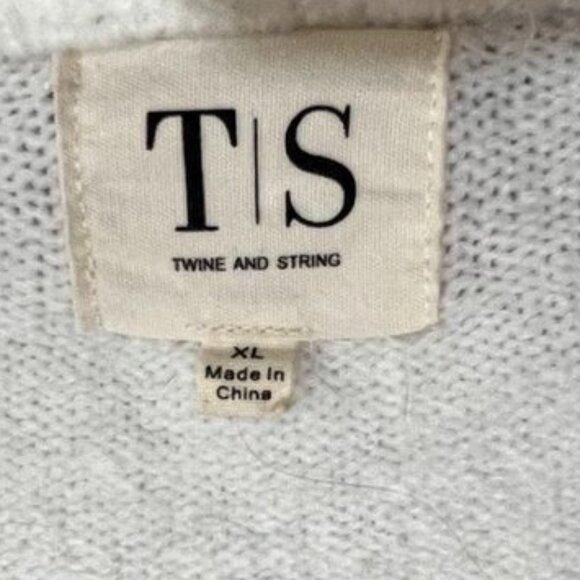 T|S
TWINE AND STRING
XL
Made In
China